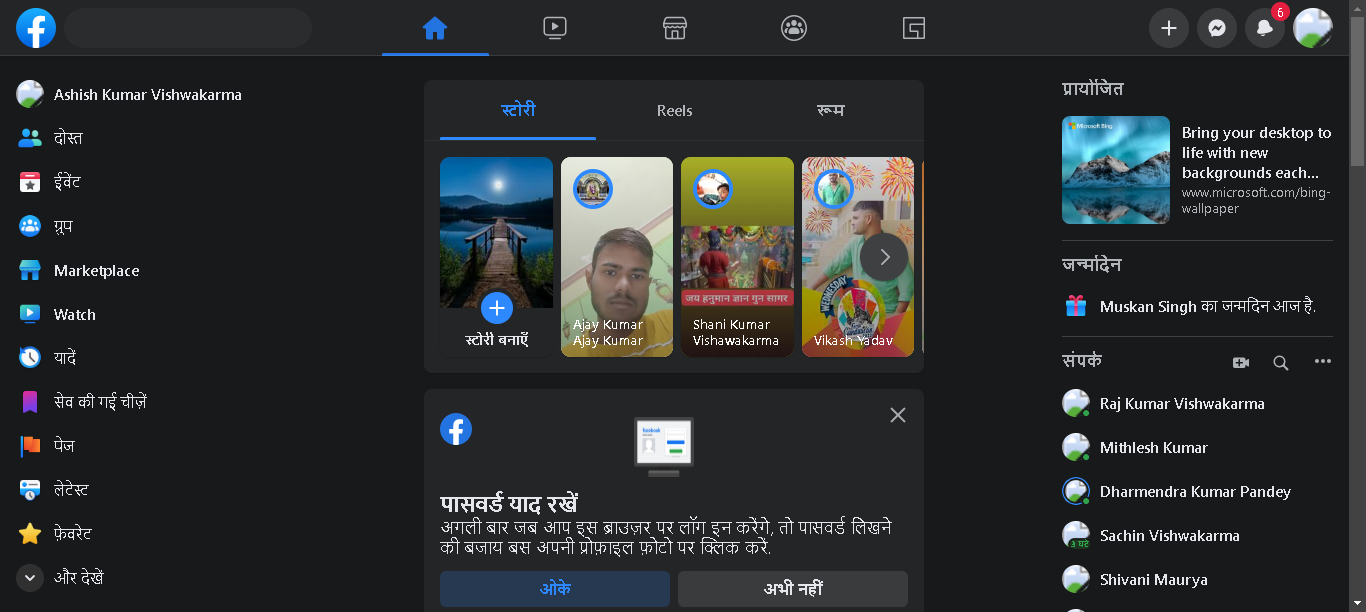 6
Ashish Kumar Vishwakarma
दोस्त
ईवेंट
ग्रुप
Marketplace
Watch
यादें
सेव की गई चीज़ें
पेज
लेटेस्ट
फ़ेवरेट
और देखें
स्टोरी
Reels
रूम
स्टोरी बनाएँ
Ajay Kumar
Ajay Kumar
जय हनुमान ज्ञान गुन सागर
Shani Kumar
Vishawakarma
WEDNESDAY
Vikash Yadav
facebook
पासवर्ड याद रखें
अगली बार जब आप इस ब्राउज़र पर लॉग इन करेंगे, तो पासवर्ड लिखने
की बजाय बस अपनी प्रोफ़ाइल फ़ोटो पर क्लिक करें.
ओके
अभी नहीं
प्रायोजित
Microsoft Bing
Bring your desktop to
life with new
backgrounds each...
www.microsoft.com/bing-
wallpaper
जन्मदिन
Muskan Singh का जन्मदिन आज है.
संपर्क
Raj Kumar Vishwakarma
Mithlesh Kumar
Dharmendra Kumar Pandey
Sachin Vishwakarma
Shivani Maurya